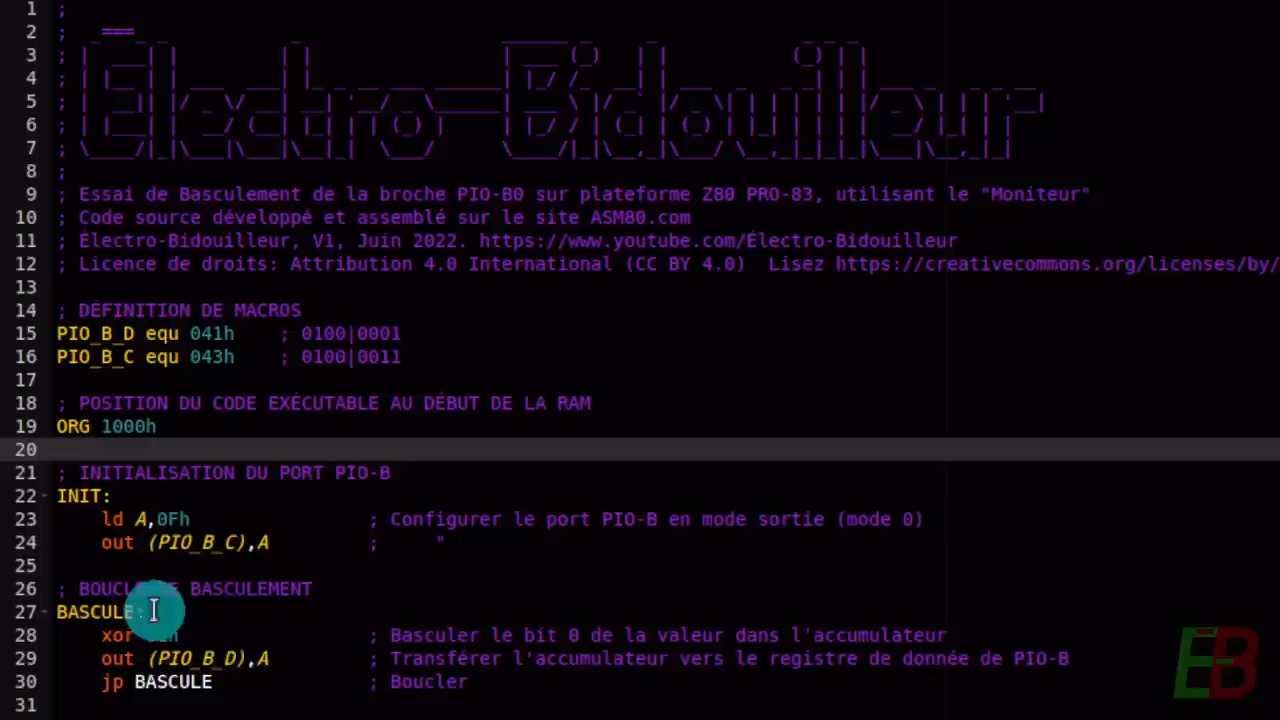 1 ;
2 ; ===
3 ;
4 ;
5 ;
6 ;
7 ;
Électro-Bidouilleur
8 ;
9 ; Essai de Basculement de la broche PIO-B0 sur plateforme Z80 PRO-83, utilisant le "Moniteur"
10 ; Code source développé et assemblé sur le site ASM80.com
11 ; Électro-Bidouilleur, V1, Juin 2022. https://www.youtube.com/Électro-Bidouilleur
12 ; Licence de droits: Attribution 4.0 International (CC BY 4.0)  Lisez https://creativecommons.org/licenses/by/
13
14 ; DÉFINITION DE MACROS
15 PIO_B_D equ 041h    ; 0100|0001
16 PIO_B_C equ 043h    ; 0100|0011
17
18 ; POSITION DU CODE EXÉCUTABLE AU DÉBUT DE LA RAM
19 ORG 1000h
20
21 ; INITIALISATION DU PORT PIO-B
22 INIT:
23     ld A,0Fh                ; Configurer le port PIO-B en mode sortie (mode 0)
24     out (PIO_B_C),A         ;     "
25
26 ; BOUCLE BASCULEMENT
27 BASCULE:
28     xor                     ; Basculer le bit 0 de la valeur dans l'accumulateur
29     out (PIO_B_D),A         ; Transférer l'accumulateur vers le registre de donnée de PIO-B
30     jp BASCULE              ; Boucler
31
EB